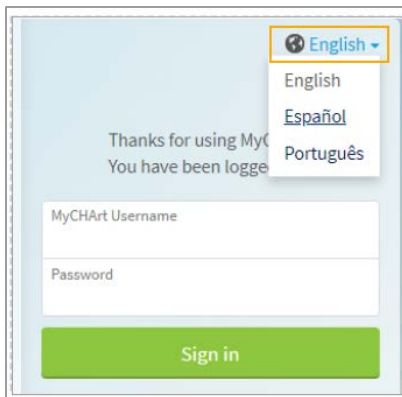 English
English
Español
Português
Thanks for using MyC
You have been logge
MyCHArt Username
Password
Sign in